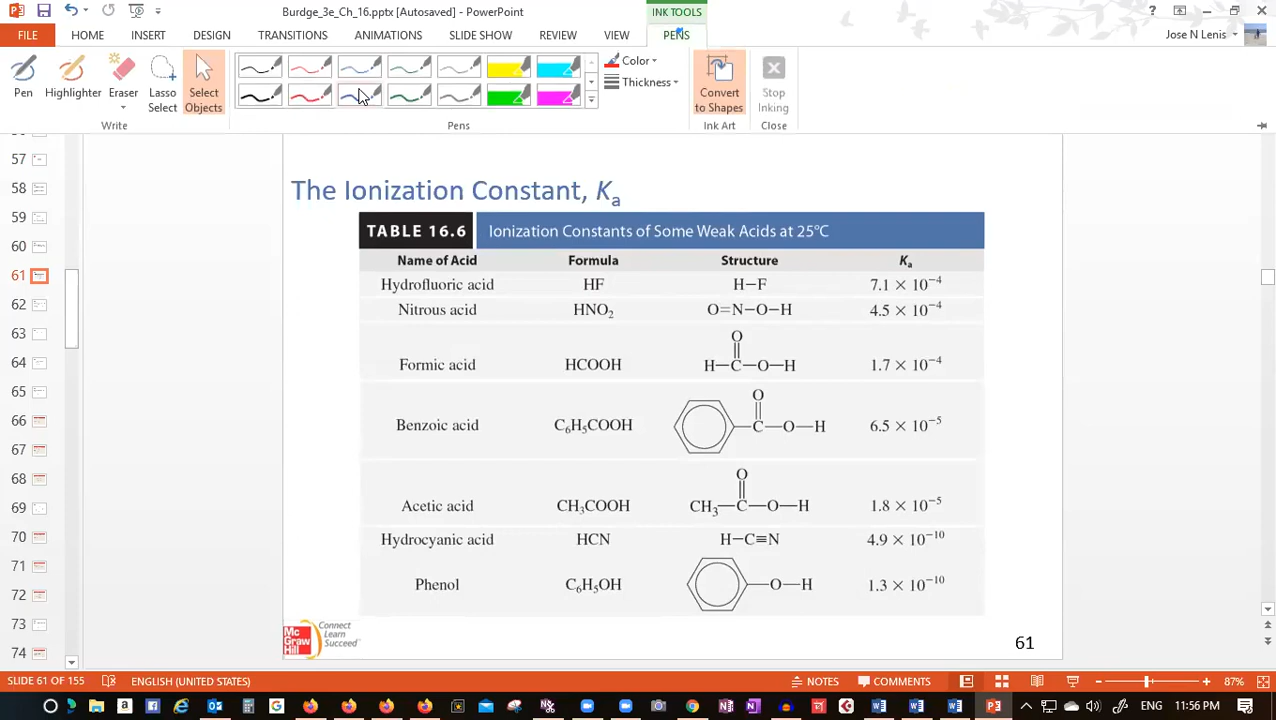 Burdge_3e_Ch_16.pptx [Autosaved] - PowerPoint
INK TOOLS
FILE HOME INSERT DESIGN TRANSITIONS ANIMATIONS SLIDE SHOW REVIEW VIEW PENS
Jose N Lenis
Pen
Highlighter
Eraser
Lasso
Select
Select
Objects
Color
Thickness
Convert
to Shapes
Stop
Inking
Write
Pens
Ink Art
Close
57
58
59
60
61
62
63
64
65
66
67
68
69
70
71
72
73
74
The Ionization Constant, Kₐ
TABLE 16.6 Ionization Constants of Some Weak Acids at 25°C
Name of Acid Formula Structure Kₐ
Hydrofluoric acid HF H−F 7.1 × 10⁻⁴
Nitrous acid HNO₂ O=N−O−H 4.5 × 10⁻⁴
O
Formic acid HCOOH H−C−O−H 1.7 × 10⁻⁴
O
Benzoic acid C₆H₅COOH C−O−H 6.5 × 10⁻⁵
O
Acetic acid CH₃COOH CH₃−C−O−H 1.8 × 10⁻⁵
Hydrocyanic acid HCN H−C≡N 4.9 × 10⁻¹⁰
Phenol C₆H₅OH O−H 1.3 × 10⁻¹⁰
Mc
Graw
Hill
Connect
Learn
Succeed™
61
SLIDE 61 OF 155 ENGLISH (UNITED STATES) NOTES COMMENTS 87%
ENG 11:56 PM